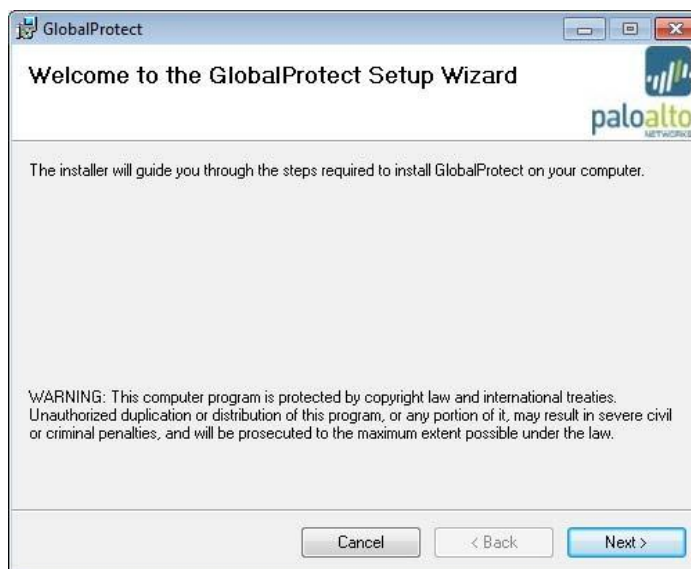 GlobalProtect
Welcome to the GlobalProtect Setup Wizard
paloalto
NETWORKS
The installer will guide you through the steps required to install GlobalProtect on your computer.
WARNING: This computer program is protected by copyright law and international treaties.
Unauthorized duplication or distribution of this program, or any portion of it, may result in severe civil
or criminal penalties, and will be prosecuted to the maximum extent possible under the law.
Cancel
< Back
Next >